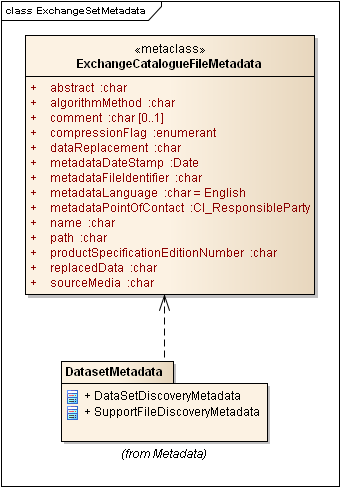 class ExchangeSetMetadata
«metaclass»
ExchangeCatalogueFileMetadata
+ abstract :char
+ algorithmMethod :char
+ comment :char [0..1]
+ compressionFlag :enumerant
+ dataReplacement :char
+ metadataDateStamp :Date
+ metadataFileIdentifier :char
+ metadataLanguage :char = English
+ metadataPointOfContact :CI_ResponsibleParty
+ name :char
+ path :char
+ productSpecificationEditionNumber :char
+ replacedData :char
+ sourceMedia :char
DatasetMetadata
+ DataSetDiscoveryMetadata
+ SupportFileDiscoveryMetadata
(from Metadata)